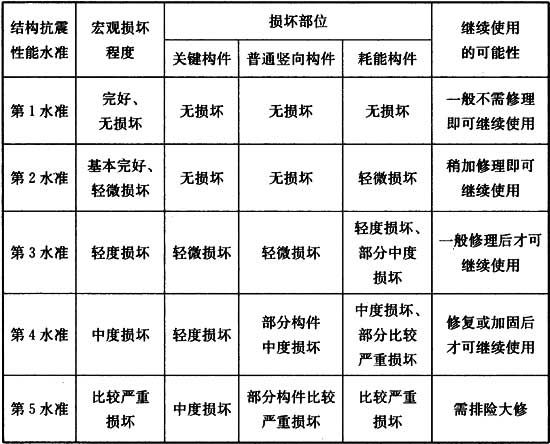 结构抗震
性能水准
宏观损坏
程度
损坏部位
继续使用
的可能性
关键构件
普通竖向构件
耗能构件
第1水准
完好、
无损坏
无损坏
无损坏
无损坏
一般不需修理
即可继续使用
第2水准
基本完好、
轻微损坏
无损坏
无损坏
轻微损坏
稍加修理即可
继续使用
第3水准
轻度损坏
轻微损坏
轻微损坏
轻度损坏、
部分中度
损坏
一般修理后才可
继续使用
第4水准
中度损坏
轻度损坏
部分构件
中度损坏
中度损坏、
部分比较
严重损坏
修复或加固后
才可继续使用
第5水准
比较严重
损坏
中度损坏
部分构件比较
严重损坏
比较严重
损坏
需排险大修